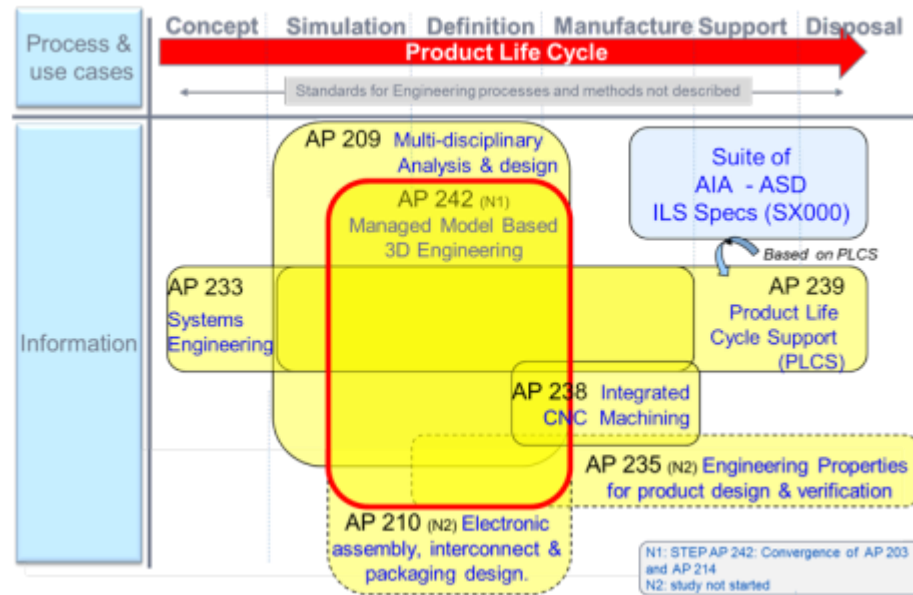 Process &
use cases
Concept Simulation Definition Manufacture Support Disposal
Product Life Cycle
Standards for Engineering processes and methods not described
Information
AP 209 Multi-disciplinary
Analysis & design
AP 242 (N1)
Managed Model Based
3D Engineering
Suite of
AIA - ASD
ILS Specs (SX000)
Based on PLCS
AP 233
Systems
Engineering
AP 239
Product Life
Cycle Support
(PLCS)
AP 238 Integrated
CNC Machining
AP 235 (N2) Engineering Properties
for product design & verification
AP 210 (N2) Electronic
assembly, interconnect &
packaging design.
N1: STEP AP 242: Convergence of AP 203
and AP 214
N2: study not started